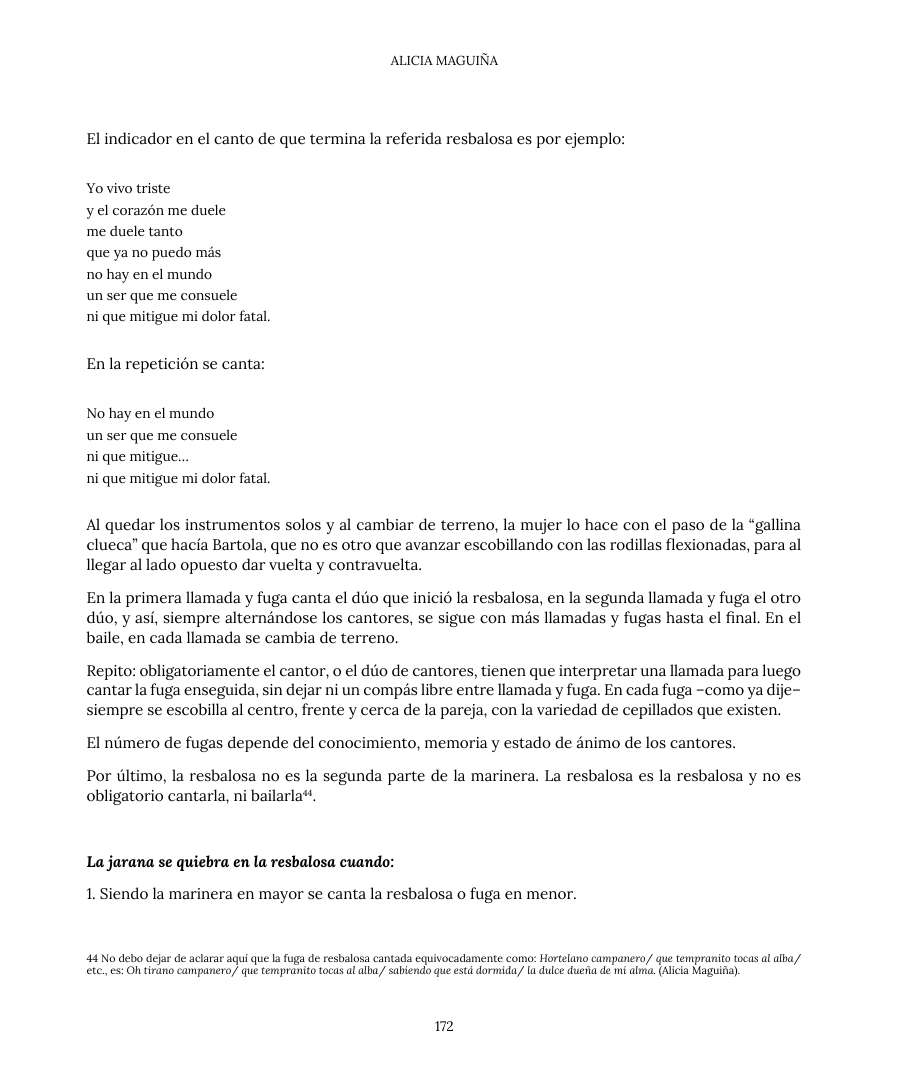 ALICIA MAGUIÑA
El indicador en el canto de que termina la referida resbalosa es por ejemplo:
Yo vivo triste
y el corazón me duele
me duele tanto
que ya no puedo más
no hay en el mundo
un ser que me consuele
ni que mitigue mi dolor fatal.
En la repetición se canta:
No hay en el mundo
un ser que me consuele
ni que mitigue...
ni que mitigue mi dolor fatal.
Al quedar los instrumentos solos y al cambiar de terreno, la mujer lo hace con el paso de la “gallina
clueca” que hacía Bartola, que no es otro que avanzar escobillando con las rodillas flexionadas, para al
llegar al lado opuesto dar vuelta y contravuelta.
En la primera llamada y fuga canta el dúo que inició la resbalosa, en la segunda llamada y fuga el otro
dúo, y así, siempre alternándose los cantores, se sigue con más llamadas y fugas hasta el final. En el
baile, en cada llamada se cambia de terreno.
Repito: obligatoriamente el cantor, o el dúo de cantores, tienen que interpretar una llamada para luego
cantar la fuga enseguida, sin dejar ni un compás libre entre llamada y fuga. En cada fuga –como ya dije–
siempre se escobilla al centro, frente y cerca de la pareja, con la variedad de cepillados que existen.
El número de fugas depende del conocimiento, memoria y estado de ánimo de los cantores.
Por último, la resbalosa no es la segunda parte de la marinera. La resbalosa es la resbalosa y no es
obligatorio cantarla, ni bailarla⁴⁴.
La jarana se quiebra en la resbalosa cuando:
1. Siendo la marinera en mayor se canta la resbalosa o fuga en menor.
44 No debo dejar de aclarar aquí que la fuga de resbalosa cantada equivocadamente como: Hortelano campanero/ que tempranito tocas al alba/
etc., es: Oh tirano campanero/ que tempranito tocas al alba/ sabiendo que está dormida/ la dulce dueña de mi alma. (Alicia Maguiña).
172